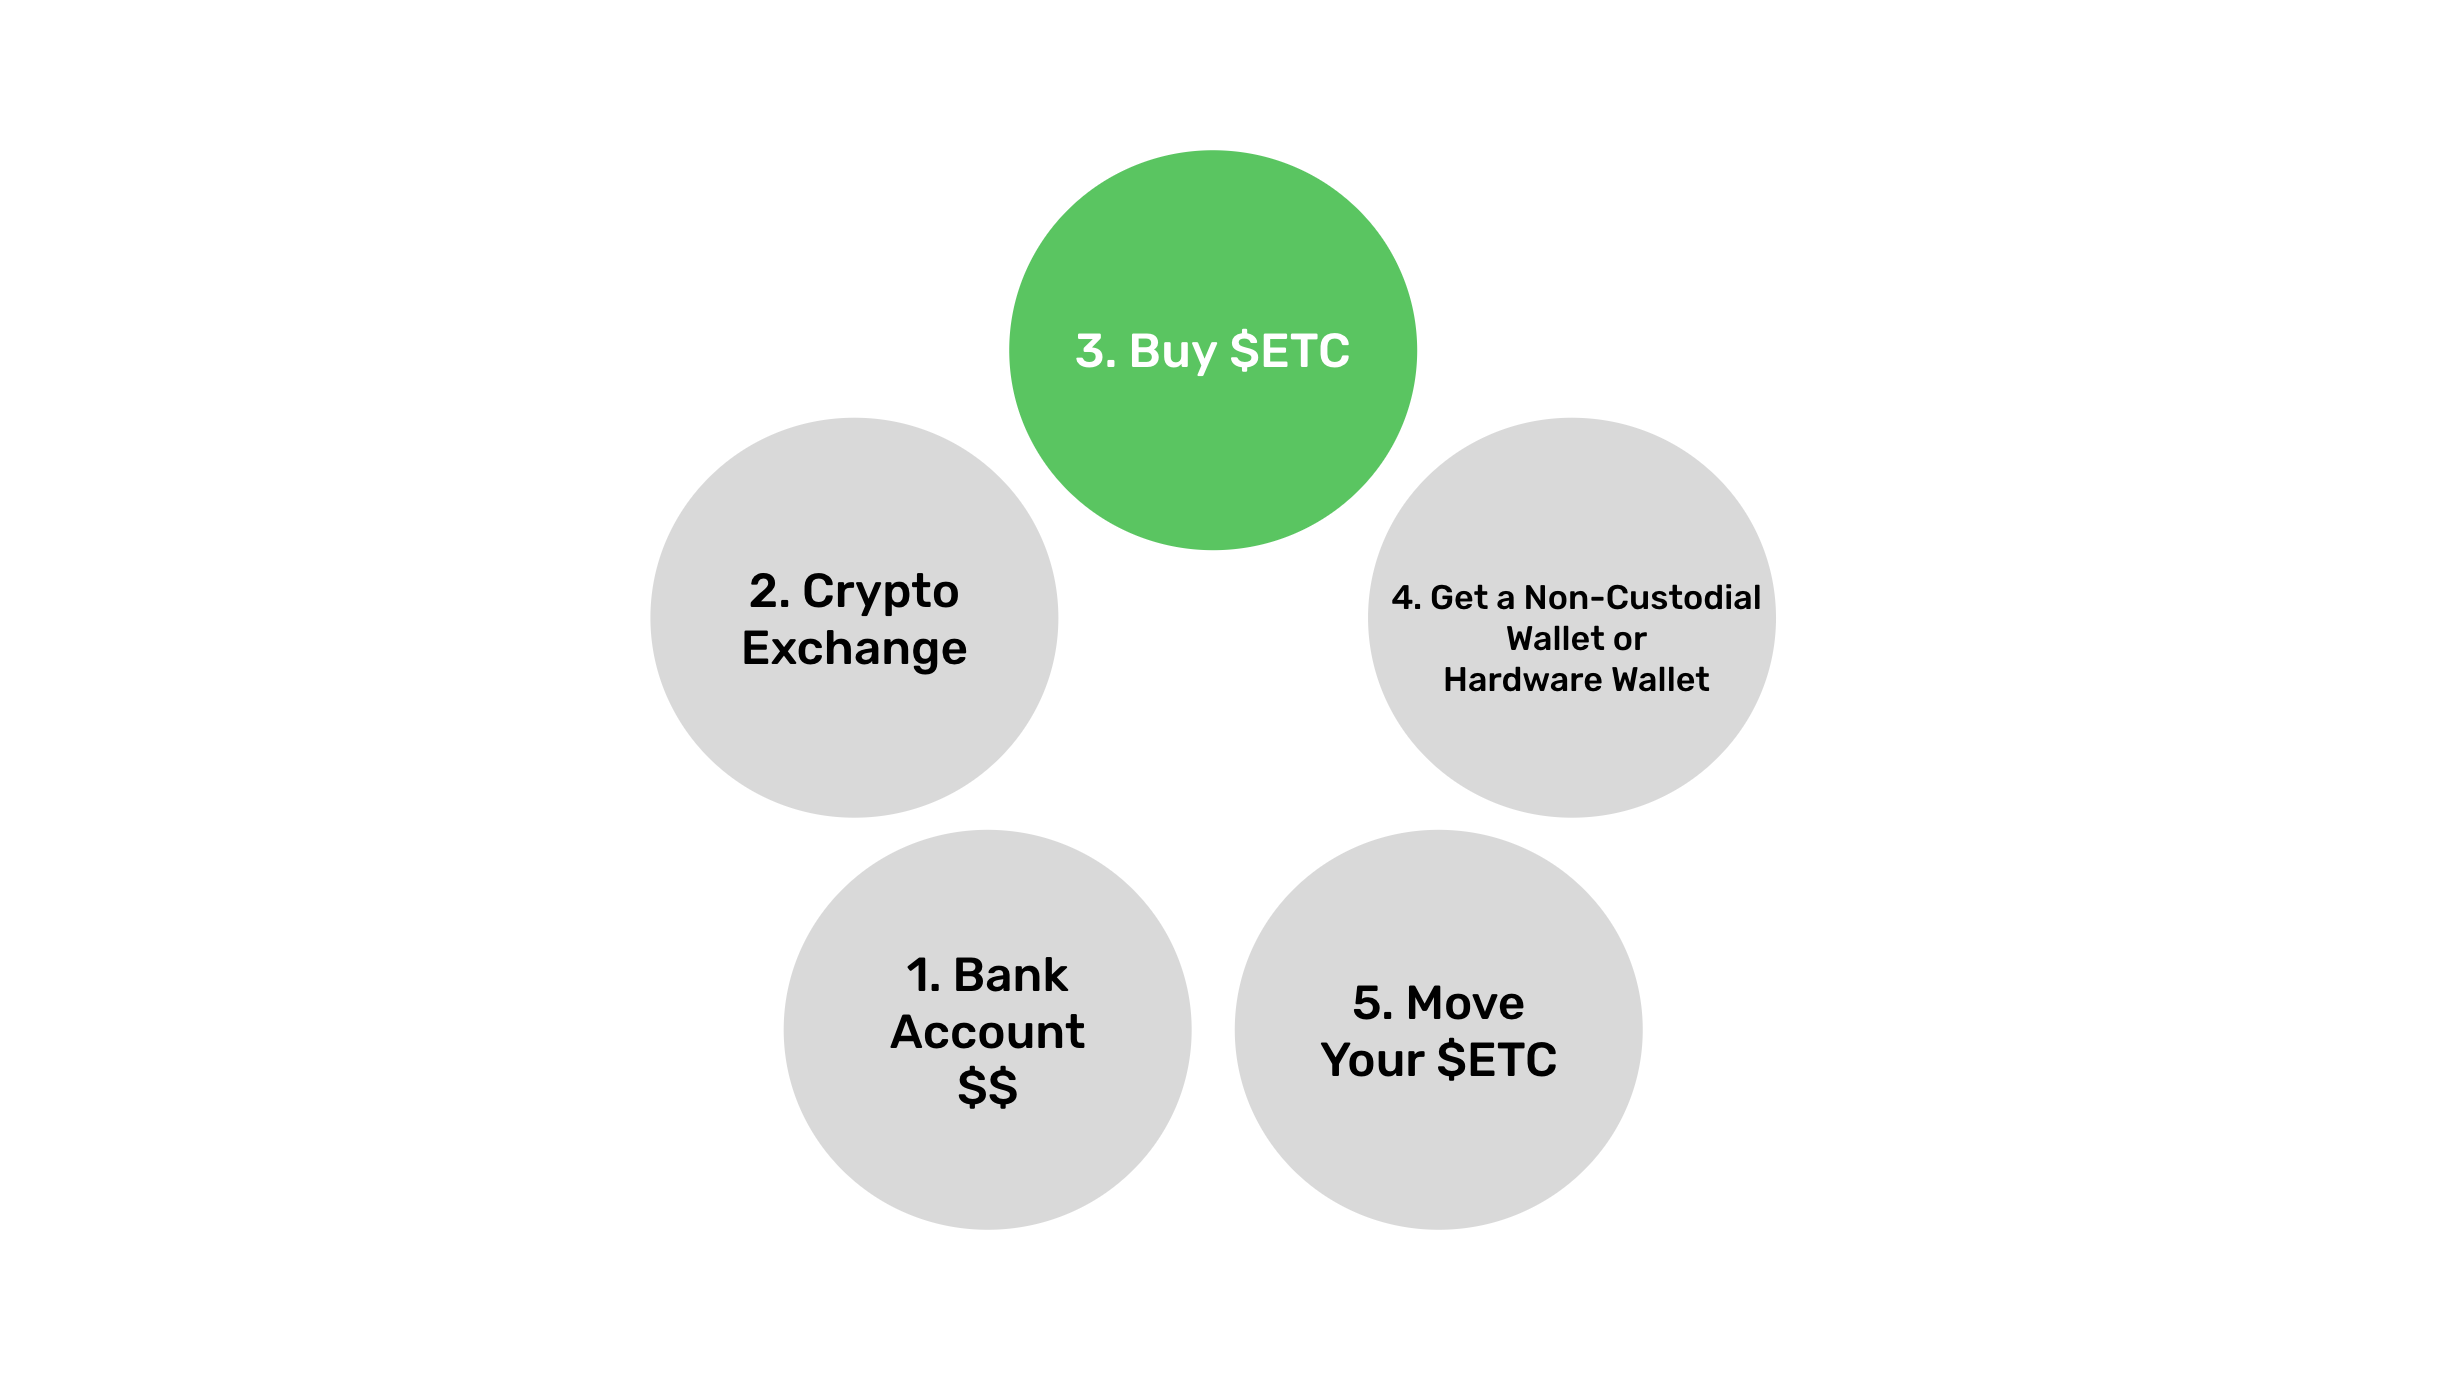 3. Buy $ETC
2. Crypto
Exchange
4. Get a Non-Custodial
Wallet or
Hardware Wallet
1. Bank
Account
$$
5. Move
Your $ETC